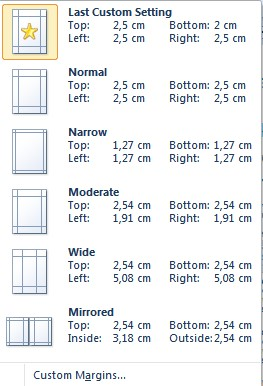 Last Custom Setting
Top: 2,5 cm Bottom: 2 cm
Left: 2,5 cm Right: 2,5 cm
Normal
Top: 2,5 cm Bottom: 2,5 cm
Left: 2,5 cm Right: 2,5 cm
Narrow
Top: 1,27 cm Bottom: 1,27 cm
Left: 1,27 cm Right: 1,27 cm
Moderate
Top: 2,54 cm Bottom: 2,54 cm
Left: 1,91 cm Right: 1,91 cm
Wide
Top: 2,54 cm Bottom: 2,54 cm
Left: 5,08 cm Right: 5,08 cm
Mirrored
Top: 2,54 cm Bottom: 2,54 cm
Inside: 3,18 cm Outside: 2,54 cm
Custom Margins...